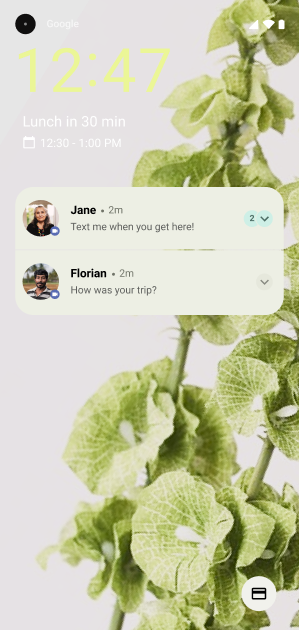 Google
12:47
Lunch in 30 min
12:30 - 1:00 PM
Jane • 2m
Text me when you get here!
2
Florian • 2m
How was your trip?